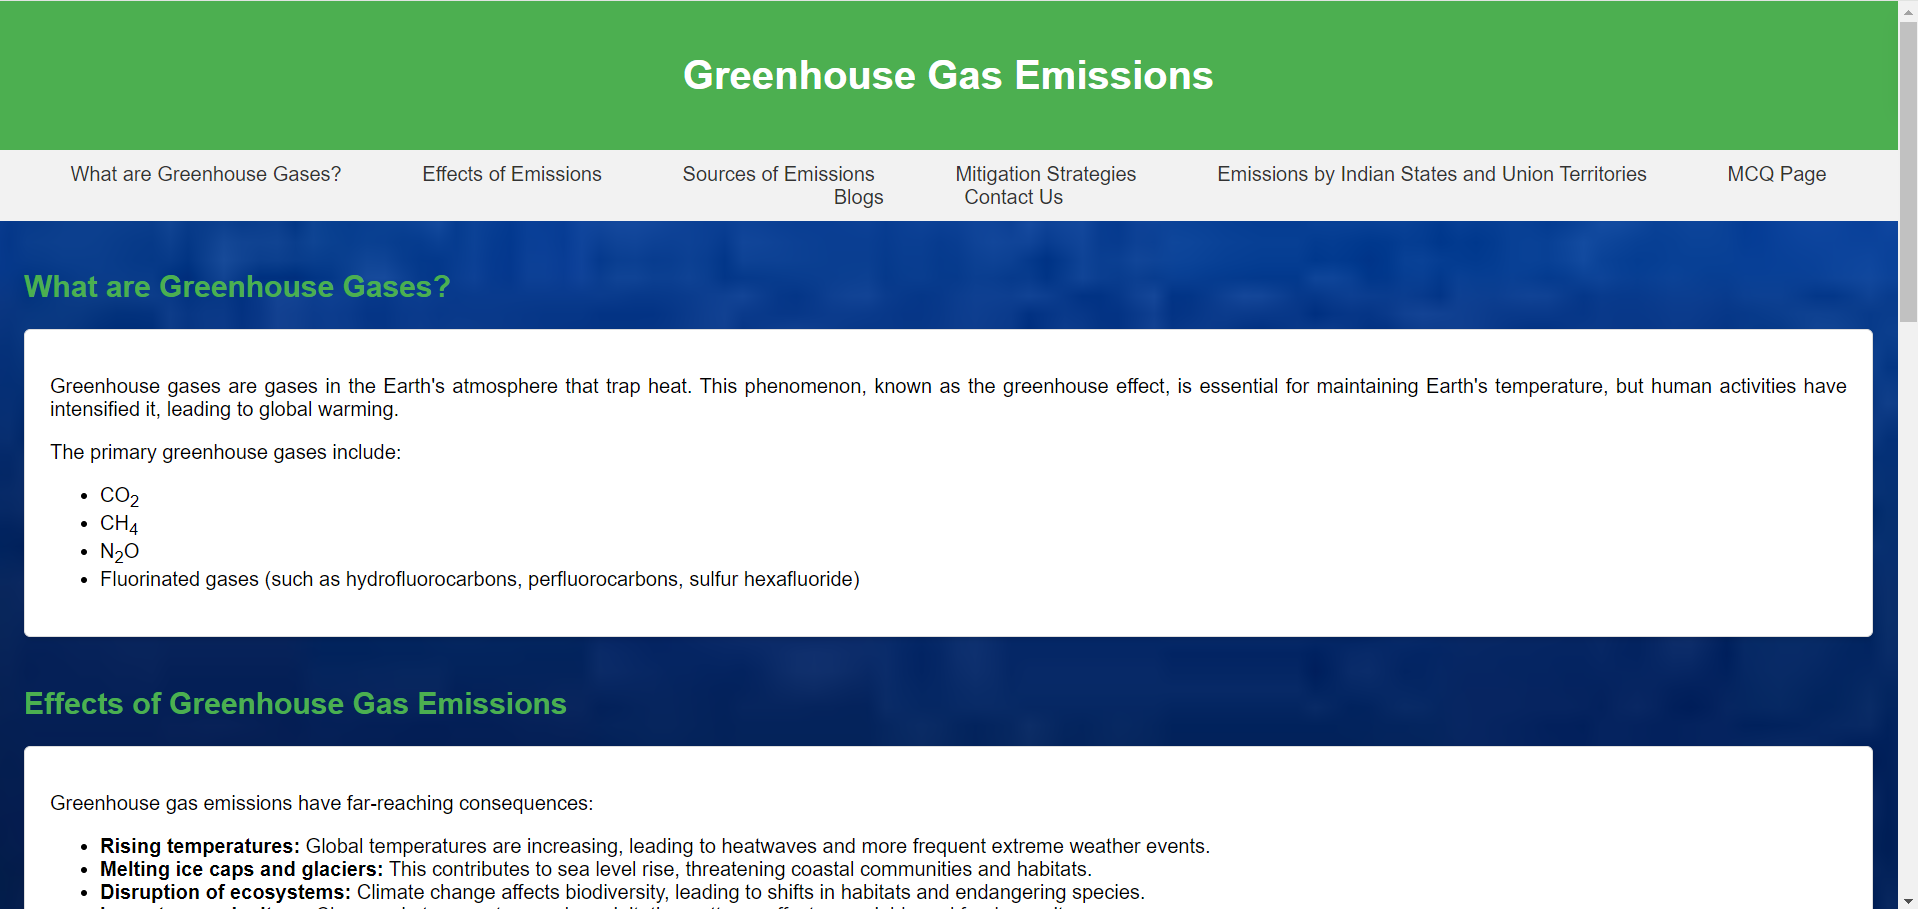 Greenhouse Gas Emissions
What are Greenhouse Gases? Effects of Emissions Sources of Emissions Mitigation Strategies Emissions by Indian States and Union Territories MCQ Page
Blogs Contact Us
What are Greenhouse Gases?
Greenhouse gases are gases in the Earth's atmosphere that trap heat. This phenomenon, known as the greenhouse effect, is essential for maintaining Earth's temperature, but human activities have
intensified it, leading to global warming.
The primary greenhouse gases include:
• CO₂
• CH₄
• N₂O
• Fluorinated gases (such as hydrofluorocarbons, perfluorocarbons, sulfur hexafluoride)
Effects of Greenhouse Gas Emissions
Greenhouse gas emissions have far-reaching consequences:
• Rising temperatures: Global temperatures are increasing, leading to heatwaves and more frequent extreme weather events.
• Melting ice caps and glaciers: This contributes to sea level rise, threatening coastal communities and habitats.
• Disruption of ecosystems: Climate change affects biodiversity, leading to shifts in habitats and endangering species.